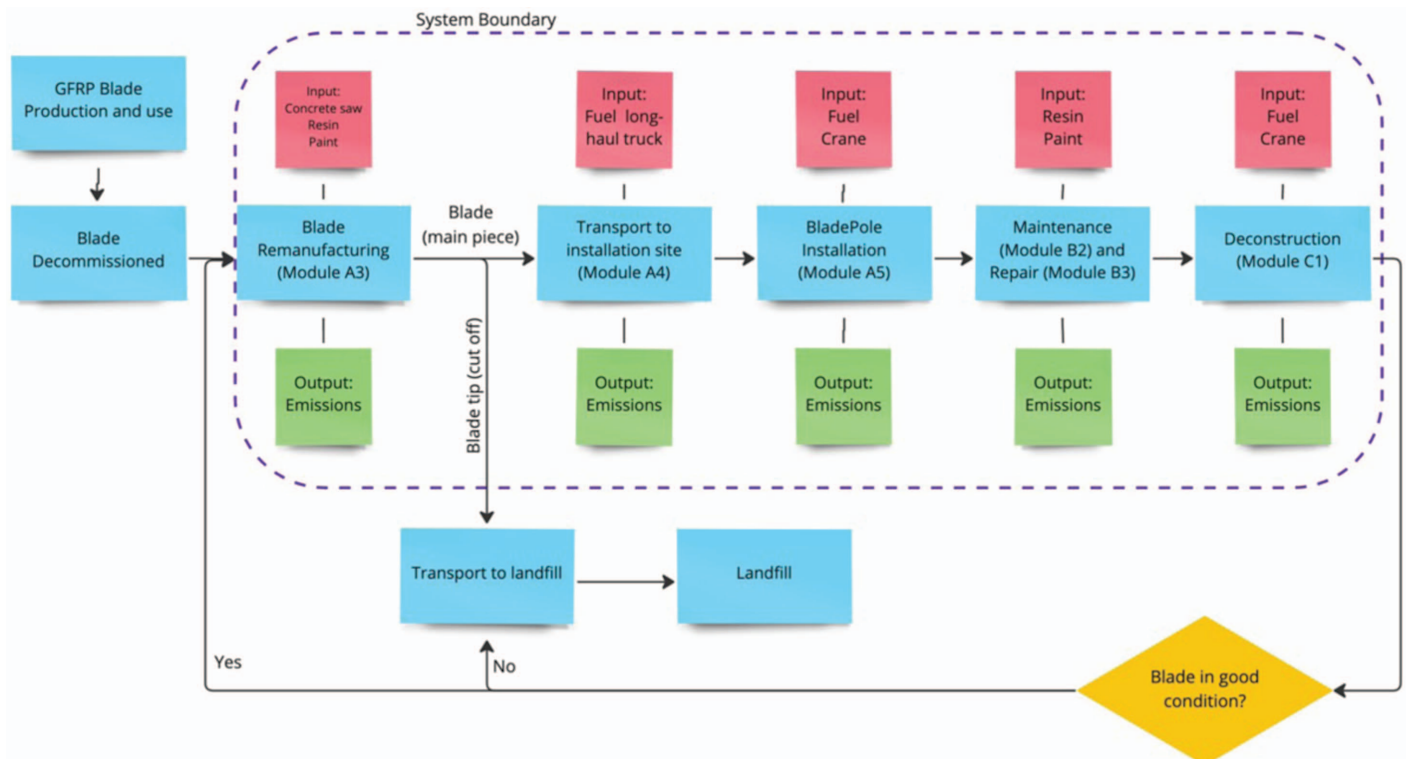 System Boundary
GFRP Blade
Production and use
Input:
Concrete saw
Resin
Paint
Input:
Fuel long-
haul truck
Input:
Fuel
Crane
Input:
Resin
Paint
Input:
Fuel
Crane
Blade
Decommissioned
Blade
Remanufacturing
(Module A3)
Blade
(main piece)
Transport to
installation site
(Module A4)
BladePole
Installation
(Module A5)
Maintenance
(Module B2) and
Repair (Module B3)
Deconstruction
(Module C1)
Blade tip (cut off)
Output:
Emissions
Output:
Emissions
Output:
Emissions
Output:
Emissions
Output:
Emissions
Transport to landfill
Landfill
Yes
No
Blade in good
condition?